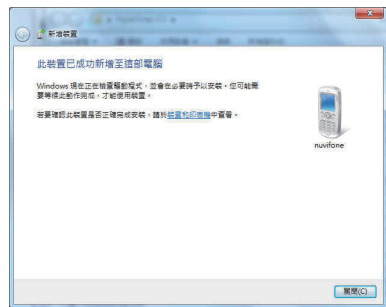 新增裝置
此裝置已成功新增至這部電腦
Windows 現在正在檢查驅動程式，並會在必要時予以安裝。您可能需
要等候此動作完成，才能使用裝置。
若要確認此裝置是否正確完成安裝，請於裝置和印表機中查看。
nuvifone
關閉(C)